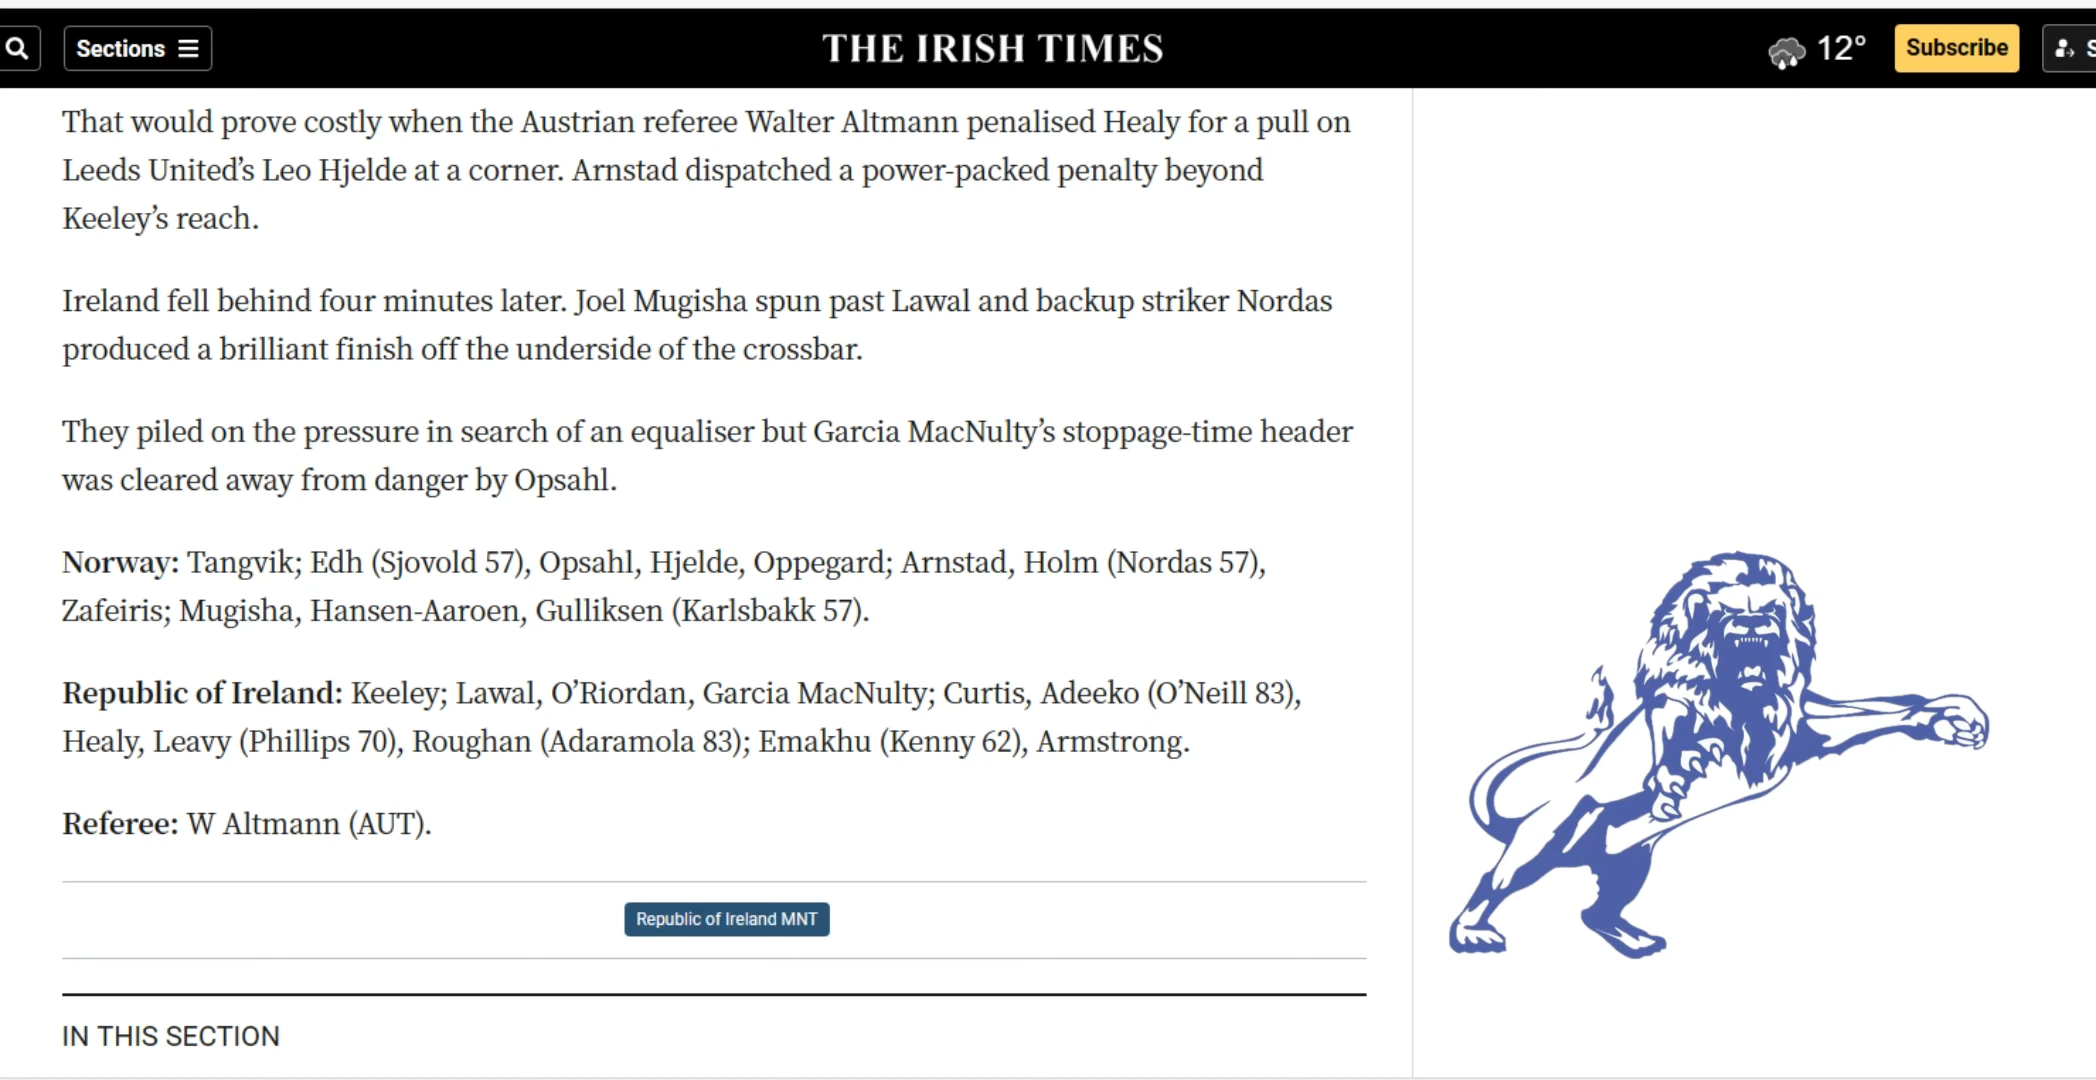 Sections
THE IRISH TIMES
12°
Subscribe
S
That would prove costly when the Austrian referee Walter Altmann penalised Healy for a pull on
Leeds United’s Leo Hjelde at a corner. Arnstad dispatched a power-packed penalty beyond
Keeley’s reach.
Ireland fell behind four minutes later. Joel Mugisha spun past Lawal and backup striker Nordas
produced a brilliant finish off the underside of the crossbar.
They piled on the pressure in search of an equaliser but Garcia MacNulty’s stoppage-time header
was cleared away from danger by Opsahl.
Norway: Tangvik; Edh (Sjovold 57), Opsahl, Hjelde, Oppegard; Arnstad, Holm (Nordas 57),
Zafeiris; Mugisha, Hansen-Aaroen, Gulliksen (Karlsbakk 57).
Republic of Ireland: Keeley; Lawal, O’Riordan, Garcia MacNulty; Curtis, Adeeko (O’Neill 83),
Healy, Leavy (Phillips 70), Roughan (Adaramola 83); Emakhu (Kenny 62), Armstrong.
Referee: W Altmann (AUT).
Republic of Ireland MNT
IN THIS SECTION